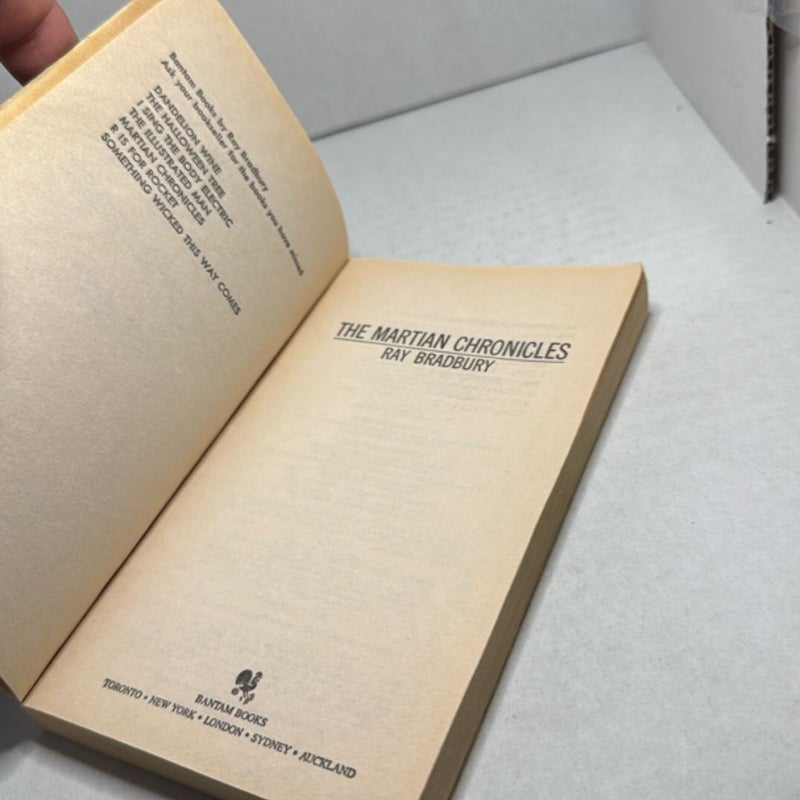 Bantam Books by Ray Bradbury
Ask your bookseller for the books you have missed
DANDELION WINE
THE HALLOWEEN TREE
I SING THE BODY ELECTRIC
THE ILLUSTRATED MAN
MARTIAN CHRONICLES
R IS FOR ROCKET
SOMETHING WICKED THIS WAY COMES
THE MARTIAN CHRONICLES
RAY BRADBURY
BANTAM BOOKS
TORONTO • NEW YORK • LONDON • SYDNEY • AUCKLAND